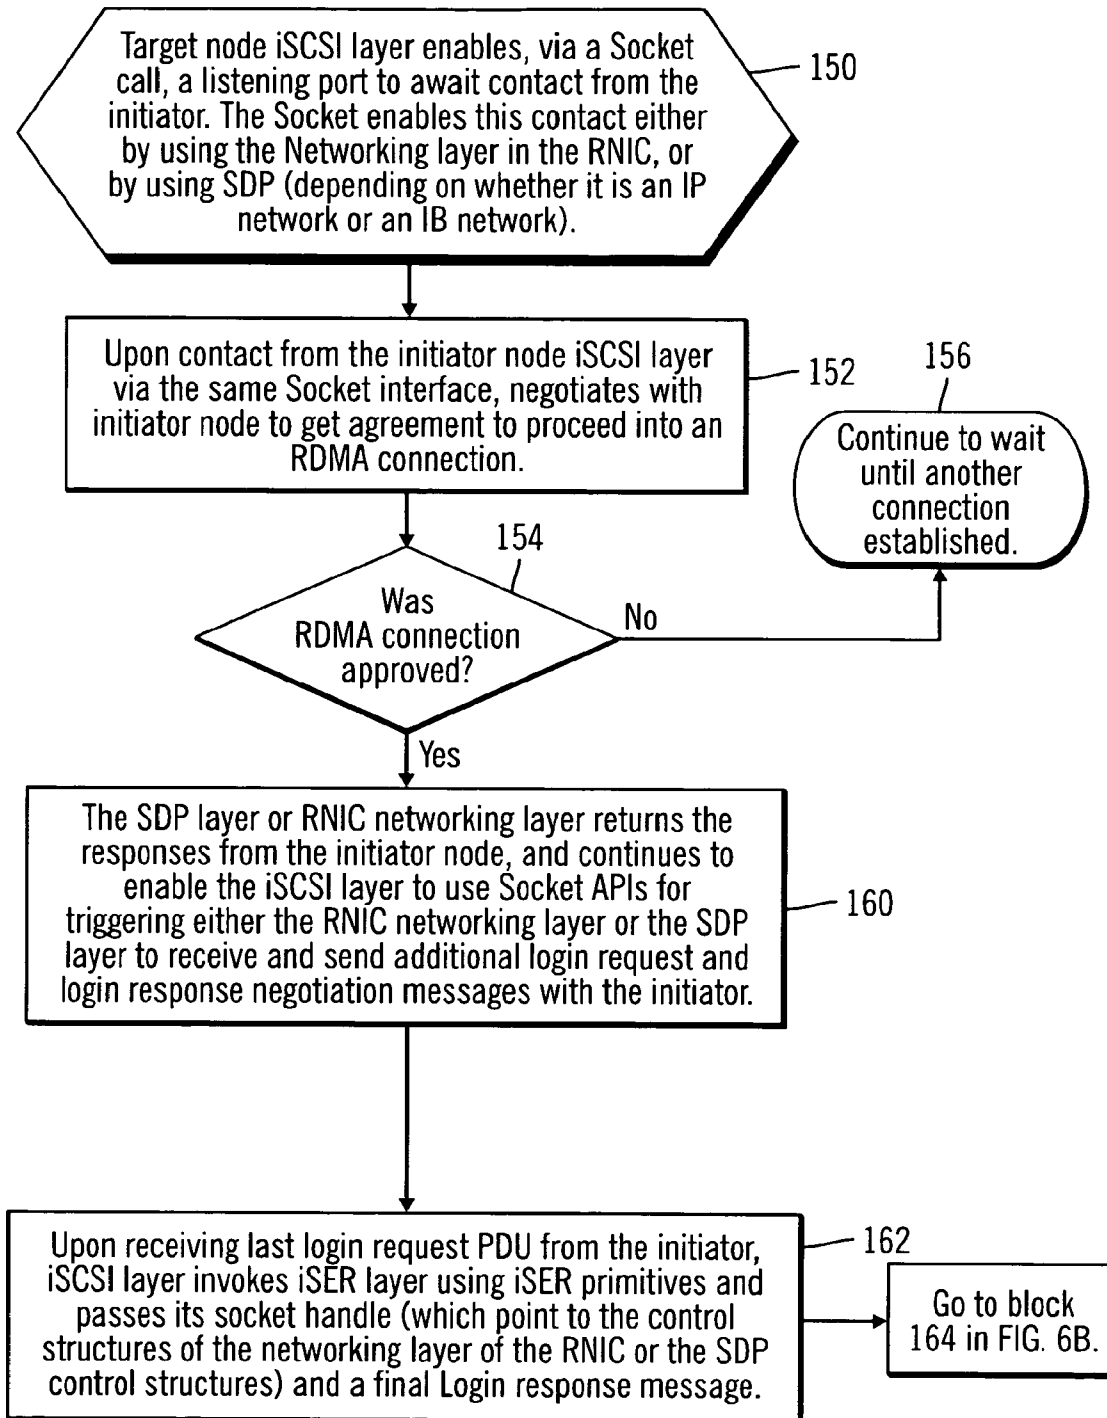 Target node iSCSI layer enables, via a Socket
call, a listening port to await contact from the
initiator. The Socket enables this contact either
by using the Networking layer in the RNIC, or
by using SDP (depending on whether it is an IP
network or an IB network).
150
Upon contact from the initiator node iSCSI layer
via the same Socket interface, negotiates with
initiator node to get agreement to proceed into an
RDMA connection.
152
156
Continue to wait
until another
connection
established.
154
Was
RDMA connection
approved?
No
Yes
The SDP layer or RNIC networking layer returns the
responses from the initiator node, and continues to
enable the iSCSI layer to use Socket APIs for
triggering either the RNIC networking layer or the SDP
layer to receive and send additional login request and
login response negotiation messages with the initiator.
160
Upon receiving last login request PDU from the initiator,
iSCSI layer invokes iSER layer using iSER primitives and
passes its socket handle (which point to the control
structures of the networking layer of the RNIC or the SDP
control structures) and a final Login response message.
162
Go to block
164 in FIG. 6B.